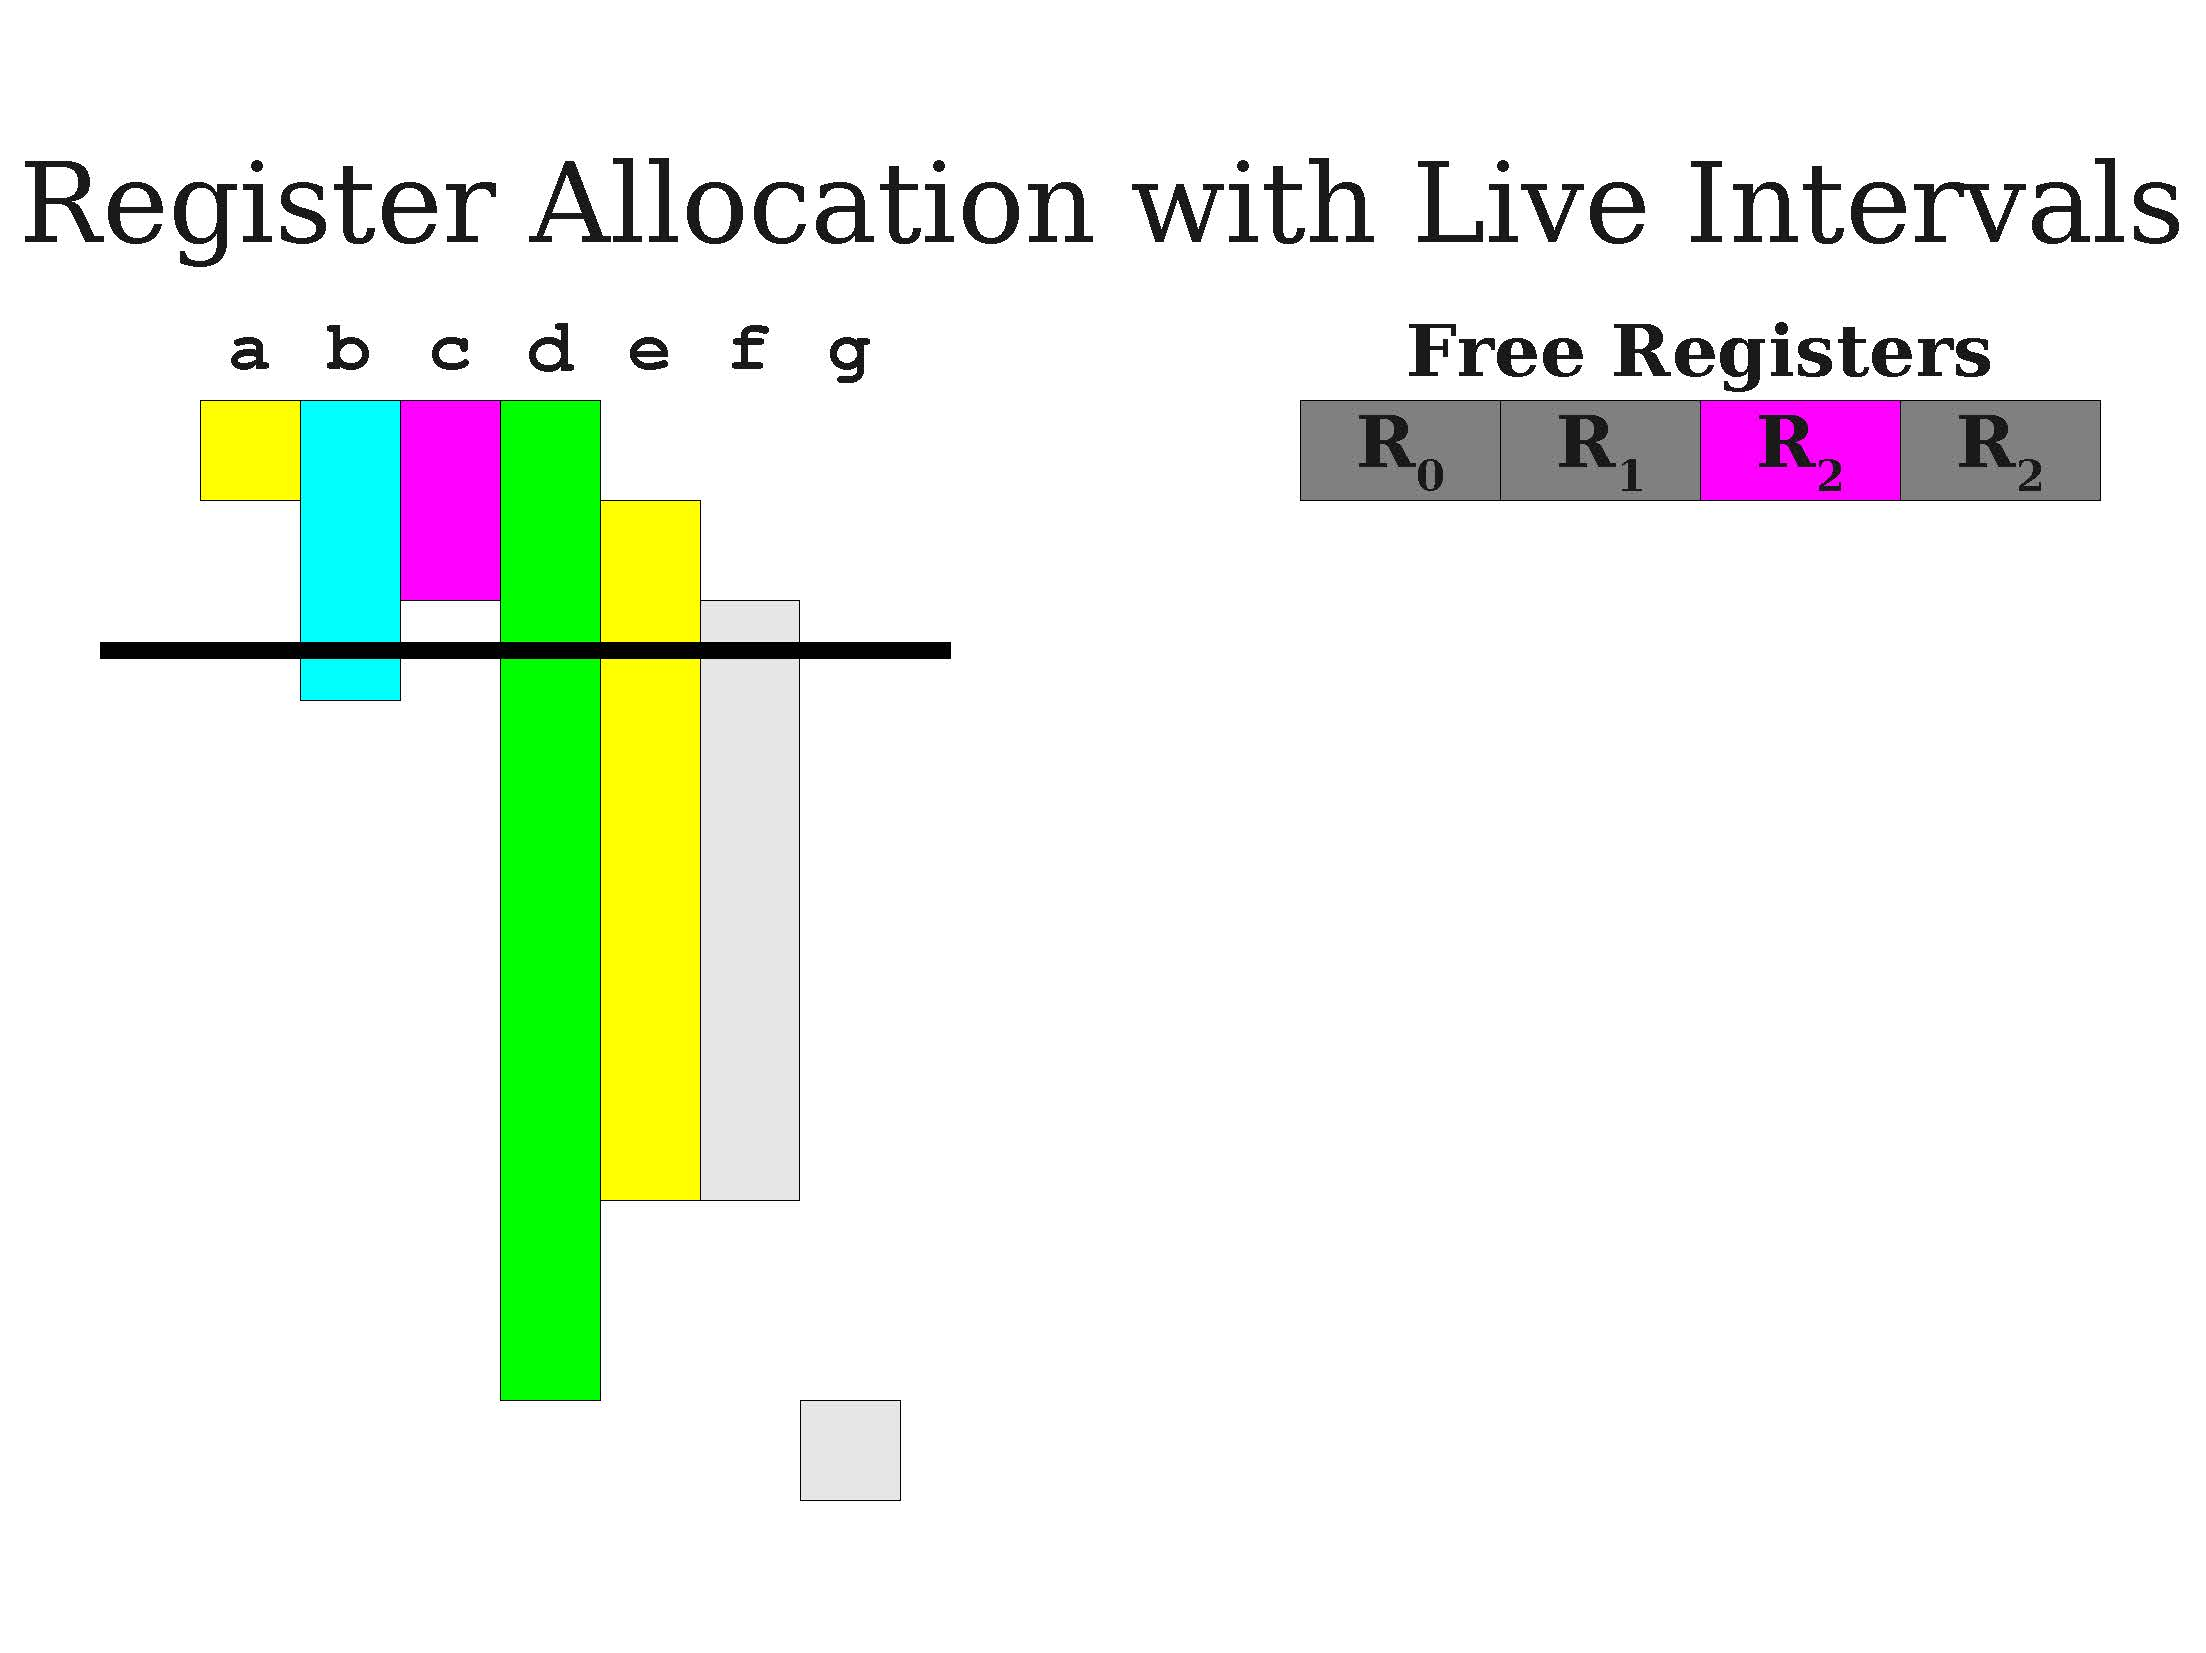 Register Allocation with Live Intervals
a b c d e f g
Free Registers
R0 R1 R2 R2